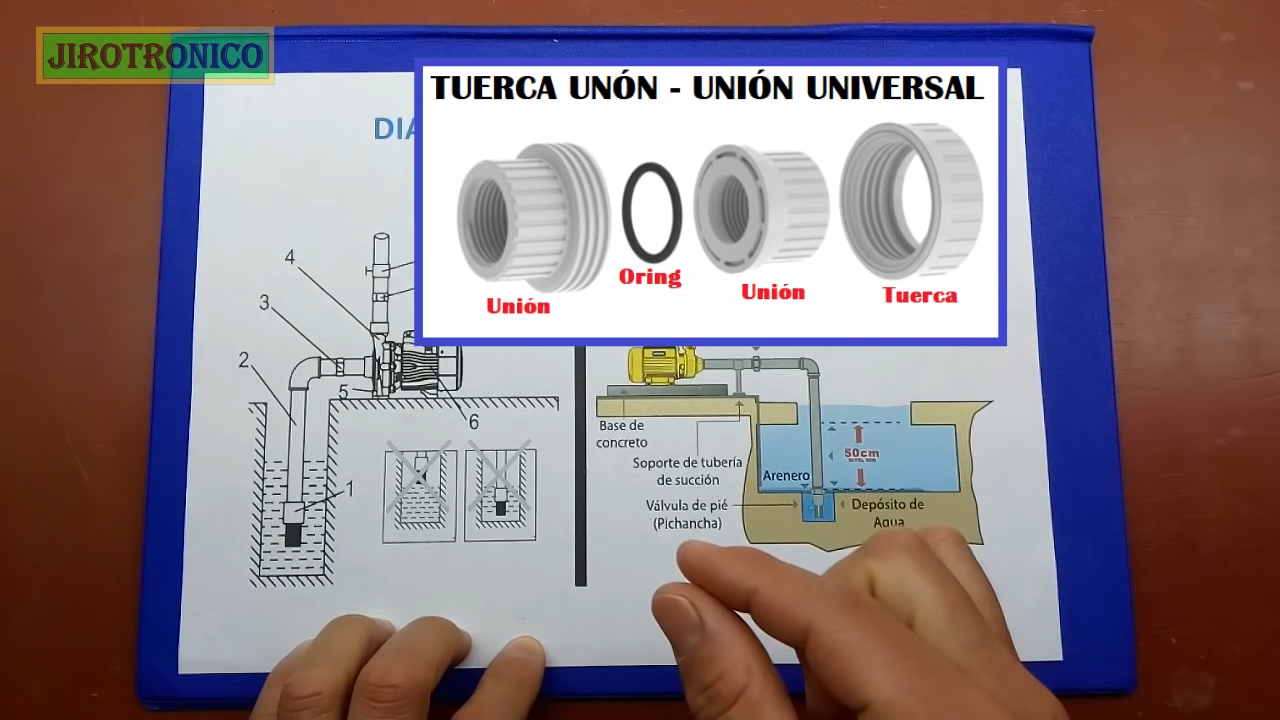 JIROTRONICO
TUERCA UNÓN - UNIÓN UNIVERSAL
Unión
Oring
Unión
Tuerca
DIA
4
3
2
5
6
1
Base de
concreto
Soporte de tubería
de succión
Válvula de pié
(Pichancha)
Arenero
50cm
Depósito de
Agua